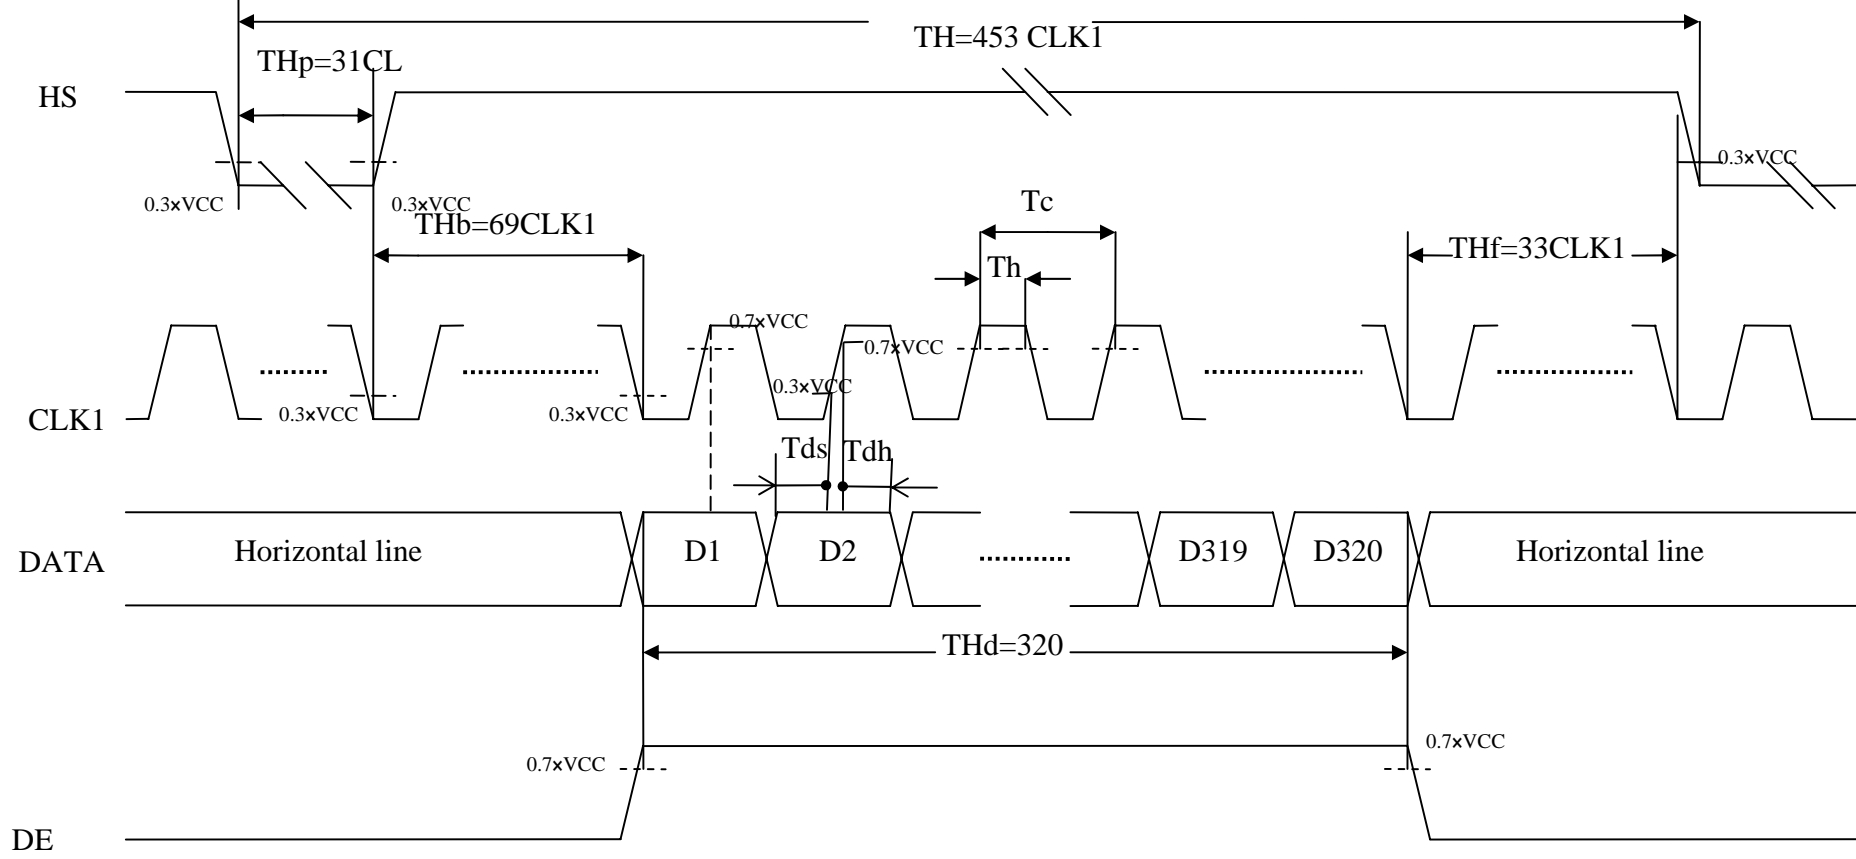 TH=453 CLK1
THp=31CL
HS
0.3×VCC
0.3×VCC
0.3×VCC
THb=69CLK1
Tc
Th
THf=33CLK1
0.7×VCC
0.7×VCC
0.3×VCC
0.3×VCC
0.3×VCC
CLK1
Tds
Tdh
DATA
Horizontal line
D1
D2
D319
D320
Horizontal line
THd=320
0.7×VCC
0.7×VCC
DE